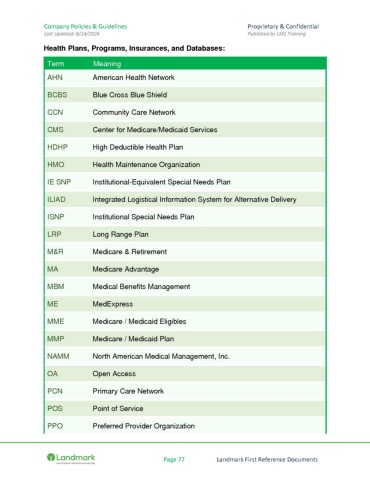 Company Policies & Guidelines Proprietary & Confidential
Last Updated: 6/24/2024 Published by LMS Training
Health Plans, Programs, Insurances, and Databases:
Term Meaning
AHN American Health Network
BCBS Blue Cross Blue Shield
CCN Community Care Network
CMS Center for Medicare/Medicaid Services
HDHP High Deductible Health Plan
HMO Health Maintenance Organization
IE SNP Institutional-Equivalent Special Needs Plan
ILIAD Integrated Logistical Information System for Alternative Delivery
ISNP Institutional Special Needs Plan
LRP Long Range Plan
M&R Medicare & Retirement
MA Medicare Advantage
MBM Medical Benefits Management
ME MedExpress
MME Medicare / Medicaid Eligibles
MMP Medicare / Medicaid Plan
NAMM North American Medical Management, Inc.
OA Open Access
PCN Primary Care Network
POS Point of Service
PPO Preferred Provider Organization
Landmark Page 77 Landmark First Reference Documents